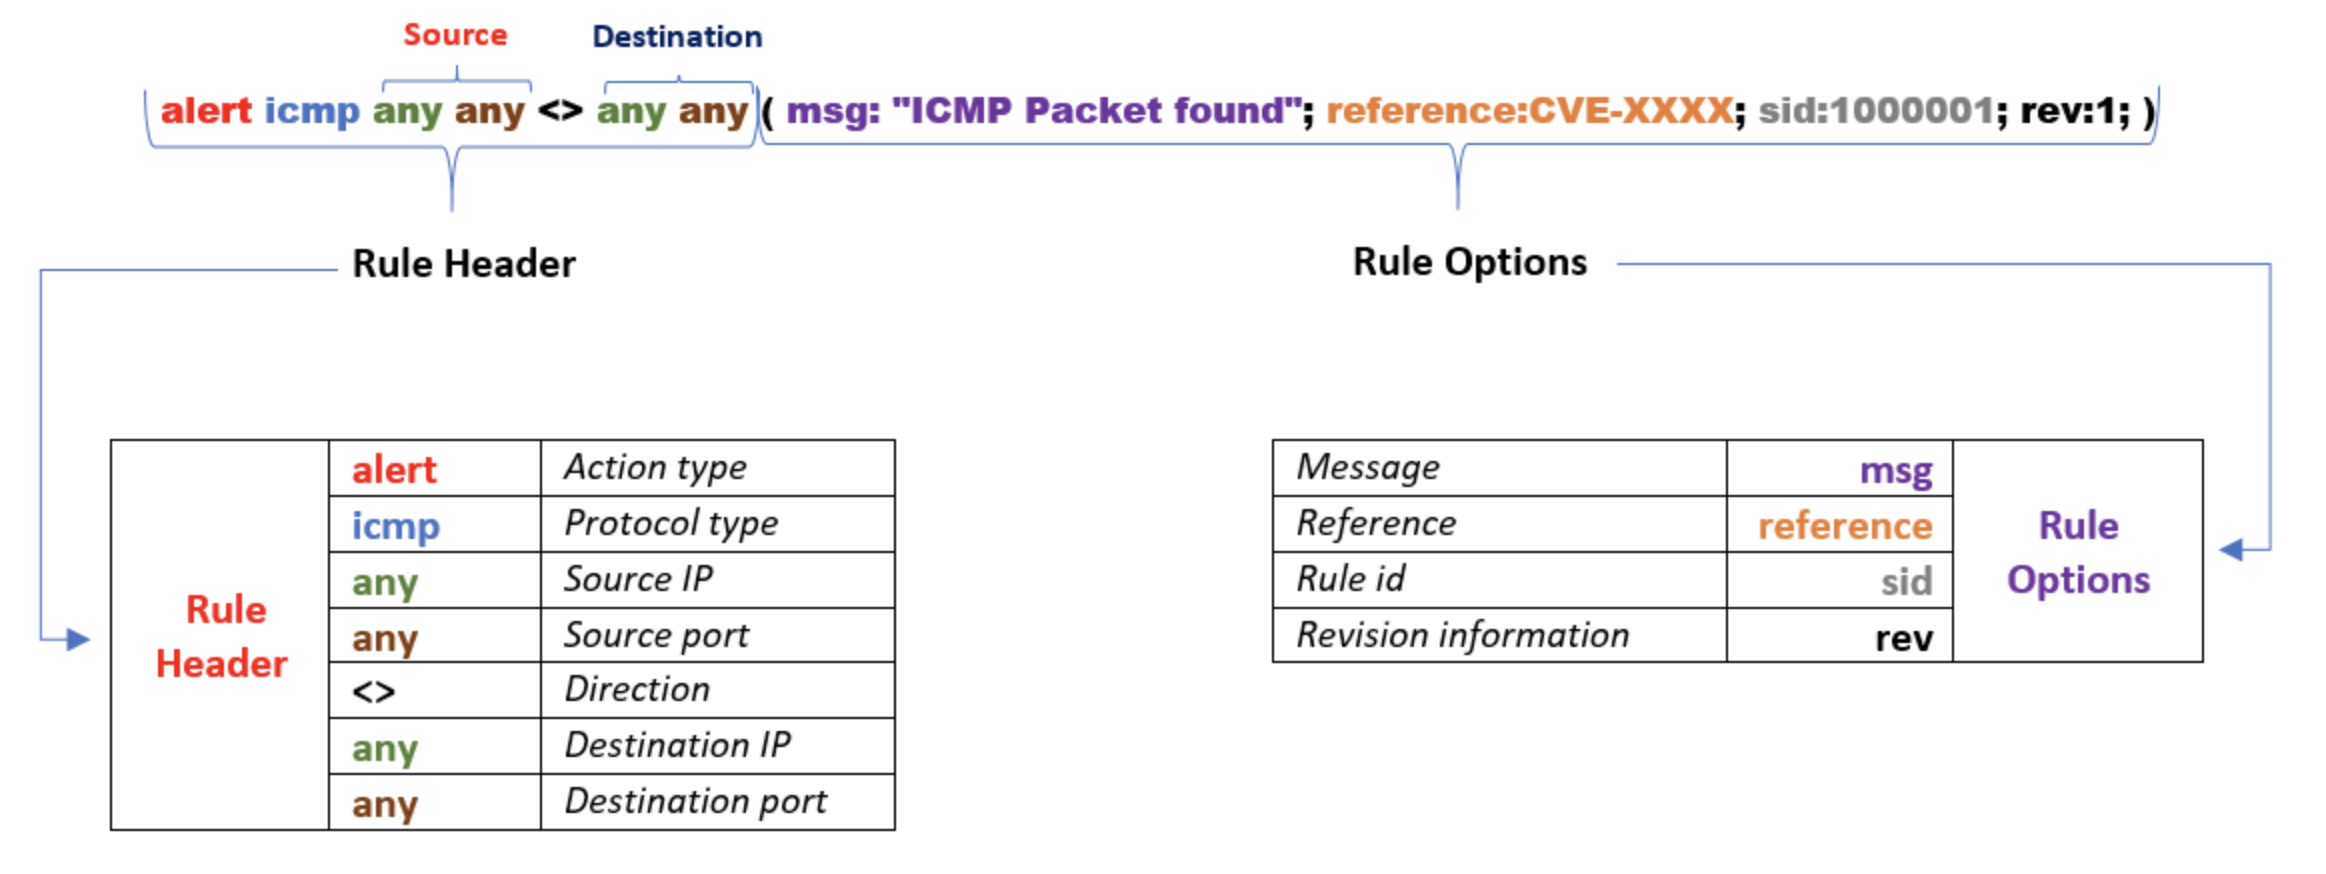 Source Destination
alert icmp any any <> any any ( msg: "ICMP Packet found"; reference:CVE-XXXX; sid:1000001; rev:1; )
Rule Header
Rule Options
Rule
Header
alert Action type
icmp Protocol type
any Source IP
any Source port
<> Direction
any Destination IP
any Destination port
Message msg
Reference reference
Rule id sid
Revision information rev
Rule
Options